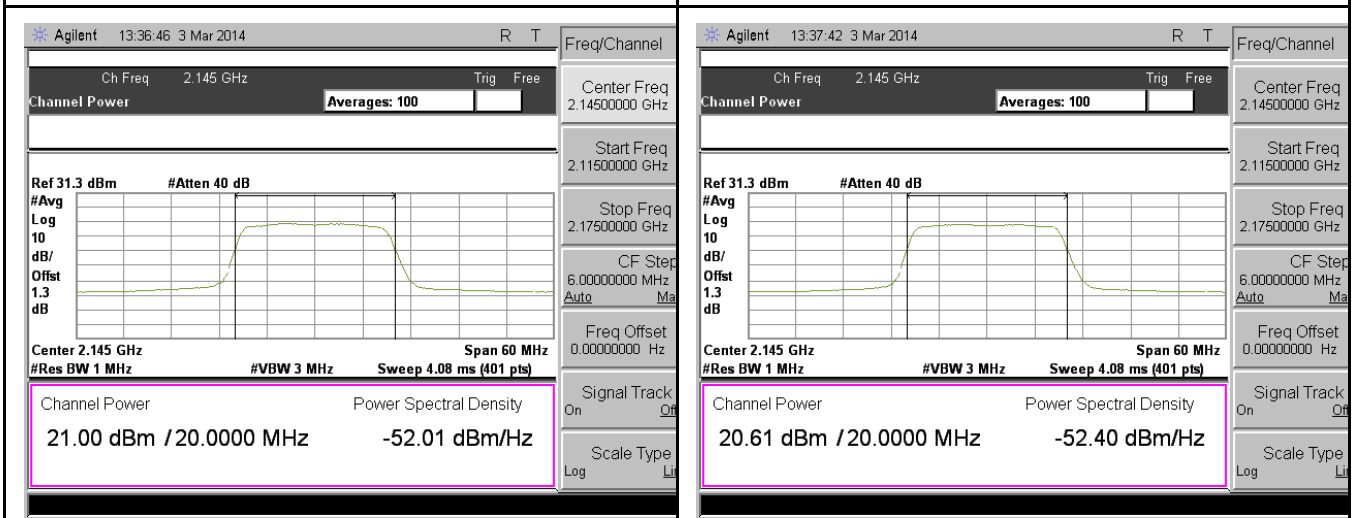 Agilent 13:36:46 3 Mar 2014 R T
Ch Freq 2.145 GHz Trig Free
Channel Power Averages: 100
Ref 31.3 dBm #Atten 40 dB
#Avg
Log
10
dB/
Offst
1.3
dB
Center 2.145 GHz Span 60 MHz
#Res BW 1 MHz #VBW 3 MHz Sweep 4.08 ms (401 pts)
Channel Power Power Spectral Density
21.00 dBm / 20.0000 MHz -52.01 dBm/Hz
Freq/Channel
Center Freq
2.14500000 GHz
Start Freq
2.11500000 GHz
Stop Freq
2.17500000 GHz
CF Step
6.00000000 MHz
Auto Ma
Freq Offset
0.00000000 Hz
Signal Track
On Off
Scale Type
Log Li
Agilent 13:37:42 3 Mar 2014 R T
Ch Freq 2.145 GHz Trig Free
Channel Power Averages: 100
Ref 31.3 dBm #Atten 40 dB
#Avg
Log
10
dB/
Offst
1.3
dB
Center 2.145 GHz Span 60 MHz
#Res BW 1 MHz #VBW 3 MHz Sweep 4.08 ms (401 pts)
Channel Power Power Spectral Density
20.61 dBm / 20.0000 MHz -52.40 dBm/Hz
Freq/Channel
Center Freq
2.14500000 GHz
Start Freq
2.11500000 GHz
Stop Freq
2.17500000 GHz
CF Step
6.00000000 MHz
Auto Ma
Freq Offset
0.00000000 Hz
Signal Track
On Off
Scale Type
Log Li